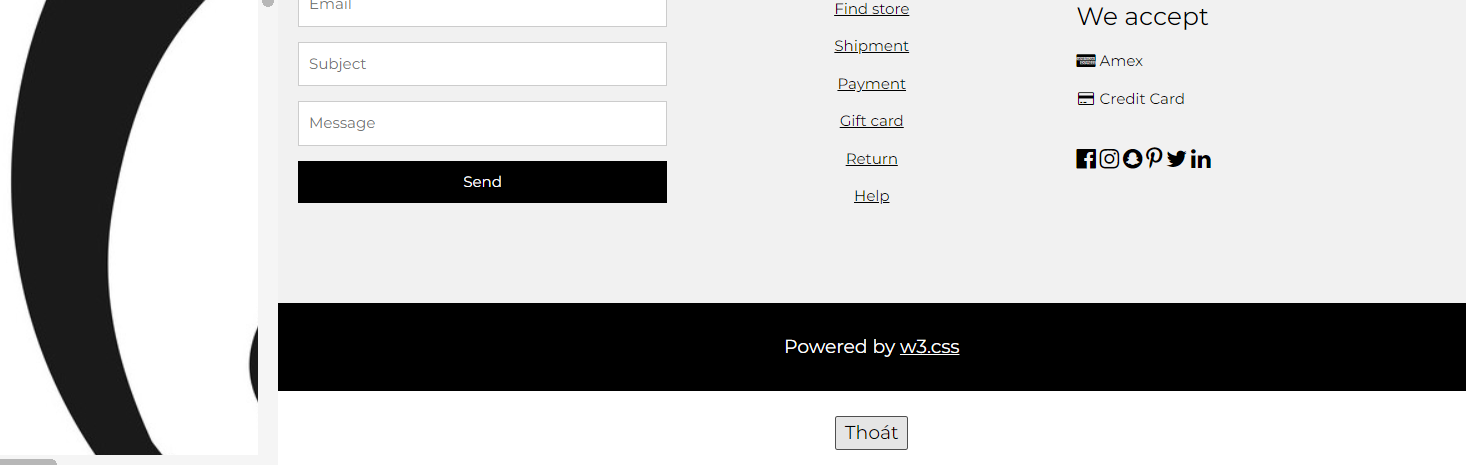 Email
Subject
Message
Send
Find store
Shipment
Payment
Gift card
Return
Help
We accept
Amex
Credit Card
Powered by w3.css
Thoát